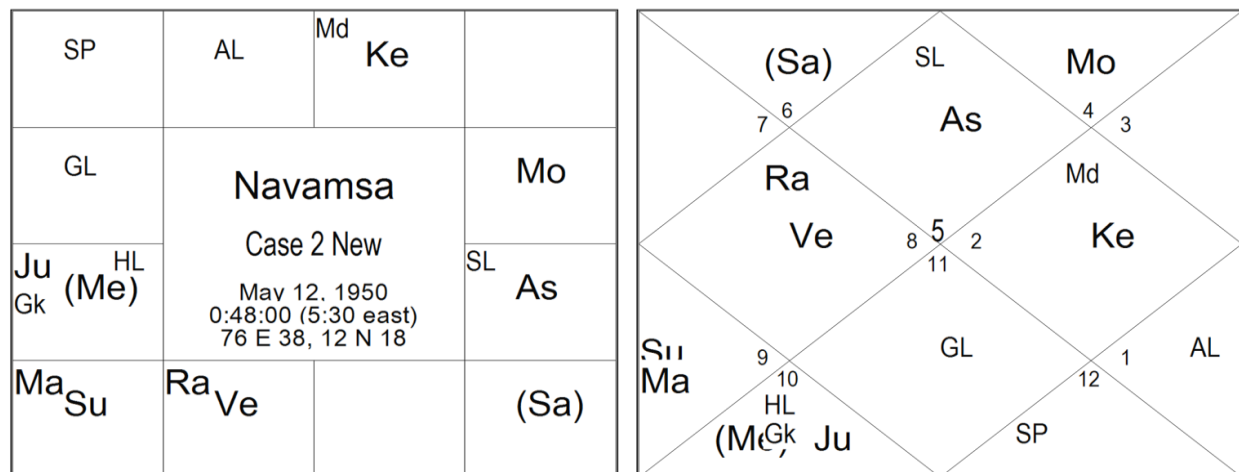 SP
AL
Md
Ke
GL
Navamsa
Mo
Case 2 New
Ju
HL
Gk
(Me)
SL
As
May 12, 1950
0:48:00 (5:30 east)
76 E 38, 12 N 18
Ma
Su
Ra
Ve
(Sa)
(Sa)
SL
Mo
6
4
7
3
As
Ra
Md
Ve
8
5
2
Ke
11
Su
9
GL
1
AL
Ma
10
12
HL
Gk
(Me)
Ju
SP